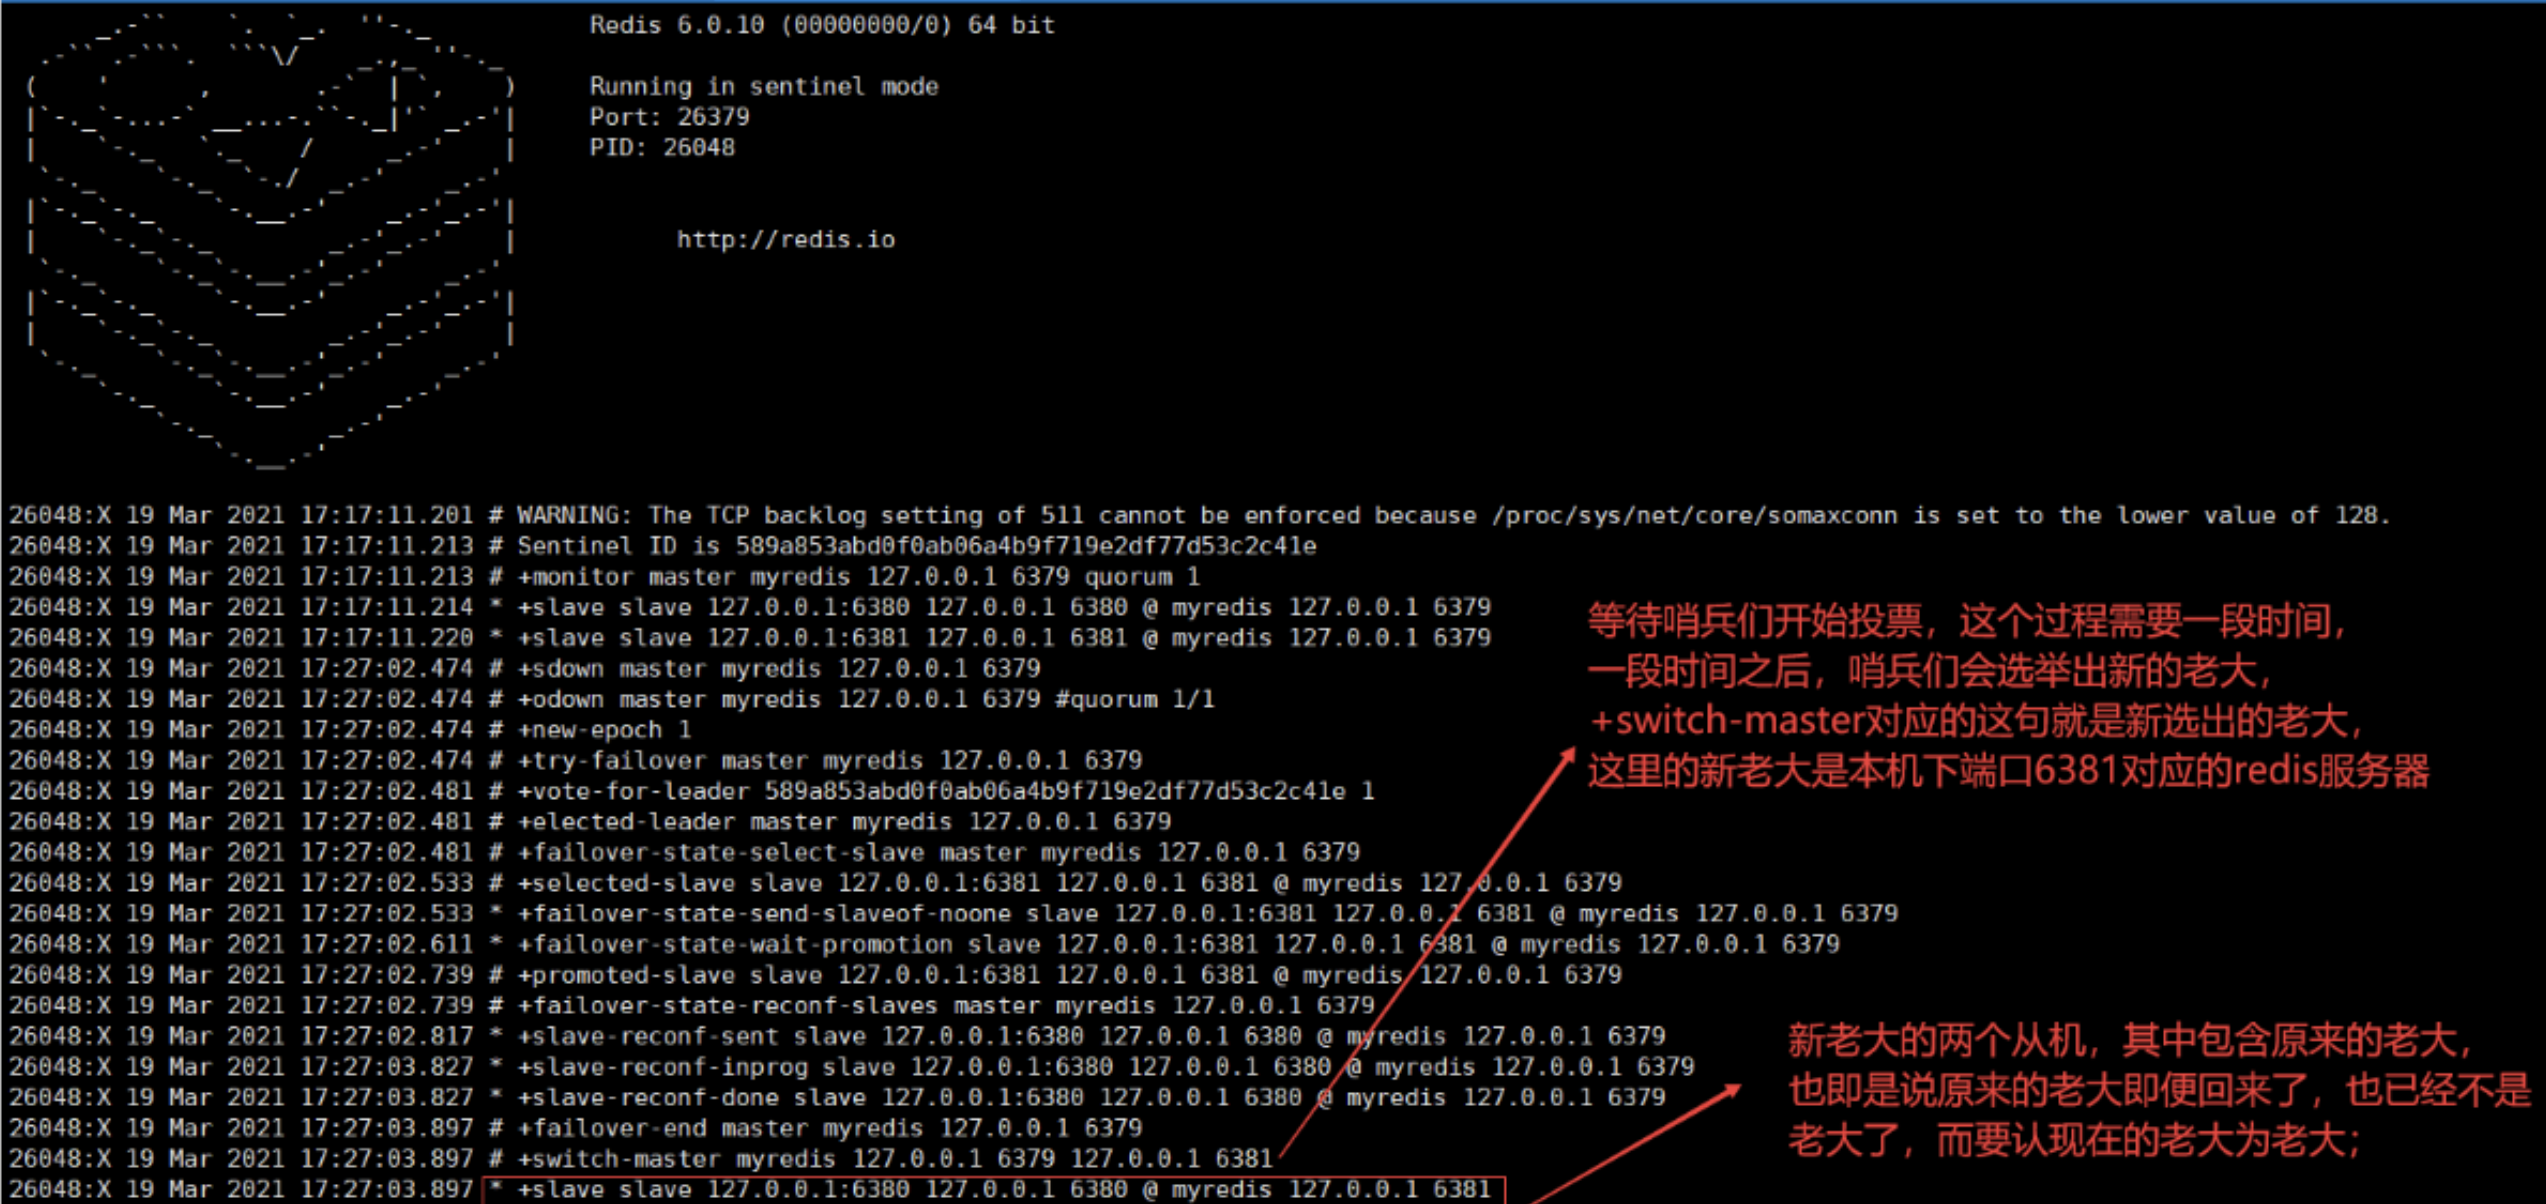 Redis 6.0.10 (00000000/0) 64 bit
Running in sentinel mode
Port: 26379
PID: 26048
http://redis.io
26048:X 19 Mar 2021 17:17:11.201 # WARNING: The TCP backlog setting of 511 cannot be enforced because /proc/sys/net/core/somaxconn is set to the lower value of 128.
26048:X 19 Mar 2021 17:17:11.213 # Sentinel ID is 589a853abd0f0ab06a4b9f719e2df77d53c2c41e
26048:X 19 Mar 2021 17:17:11.213 # +monitor master myredis 127.0.0.1 6379 quorum 1
26048:X 19 Mar 2021 17:17:11.214 * +slave slave 127.0.0.1:6380 127.0.0.1 6380 @ myredis 127.0.0.1 6379
26048:X 19 Mar 2021 17:17:11.220 * +slave slave 127.0.0.1:6381 127.0.0.1 6381 @ myredis 127.0.0.1 6379
26048:X 19 Mar 2021 17:27:02.474 # +sdown master myredis 127.0.0.1 6379
26048:X 19 Mar 2021 17:27:02.474 # +odown master myredis 127.0.0.1 6379 #quorum 1/1
26048:X 19 Mar 2021 17:27:02.474 # +new-epoch 1
26048:X 19 Mar 2021 17:27:02.474 # +try-failover master myredis 127.0.0.1 6379
26048:X 19 Mar 2021 17:27:02.481 # +vote-for-leader 589a853abd0f0ab06a4b9f719e2df77d53c2c41e 1
26048:X 19 Mar 2021 17:27:02.481 # +elected-leader master myredis 127.0.0.1 6379
26048:X 19 Mar 2021 17:27:02.481 # +failover-state-select-slave master myredis 127.0.0.1 6379
26048:X 19 Mar 2021 17:27:02.533 # +selected-slave slave 127.0.0.1:6381 127.0.0.1 6381 @ myredis 127.0.0.1 6379
26048:X 19 Mar 2021 17:27:02.533 * +failover-state-send-slaveof-noone slave 127.0.0.1:6381 127.0.0.1 6381 @ myredis 127.0.0.1 6379
26048:X 19 Mar 2021 17:27:02.611 * +failover-state-wait-promotion slave 127.0.0.1:6381 127.0.0.1 6381 @ myredis 127.0.0.1 6379
26048:X 19 Mar 2021 17:27:02.739 # +promoted-slave slave 127.0.0.1:6381 127.0.0.1 6381 @ myredis 127.0.0.1 6379
26048:X 19 Mar 2021 17:27:02.739 # +failover-state-reconf-slaves master myredis 127.0.0.1 6379
26048:X 19 Mar 2021 17:27:02.817 * +slave-reconf-sent slave 127.0.0.1:6380 127.0.0.1 6380 @ myredis 127.0.0.1 6379
26048:X 19 Mar 2021 17:27:03.827 * +slave-reconf-inprog slave 127.0.0.1:6380 127.0.0.1 6380 @ myredis 127.0.0.1 6379
26048:X 19 Mar 2021 17:27:03.827 * +slave-reconf-done slave 127.0.0.1:6380 127.0.0.1 6380 @ myredis 127.0.0.1 6379
26048:X 19 Mar 2021 17:27:03.897 # +failover-end master myredis 127.0.0.1 6379
26048:X 19 Mar 2021 17:27:03.897 # +switch-master myredis 127.0.0.1 6379 127.0.0.1 6381
26048:X 19 Mar 2021 17:27:03.897 * +slave slave 127.0.0.1:6380 127.0.0.1 6380 @ myredis 127.0.0.1 6381
等待哨兵们开始投票，这个过程需要一段时间，
一段时间之后，哨兵们会选举出新的老大，
+switch-master对应的这句就是新选出的老大，
这里的新老大是本机下端口6381对应的redis服务器
新老大的两个从机，其中包含原来的老大，
也即是说原来的老大即便回来了，也已经不是
老大了，而要认现在的老大为老大；